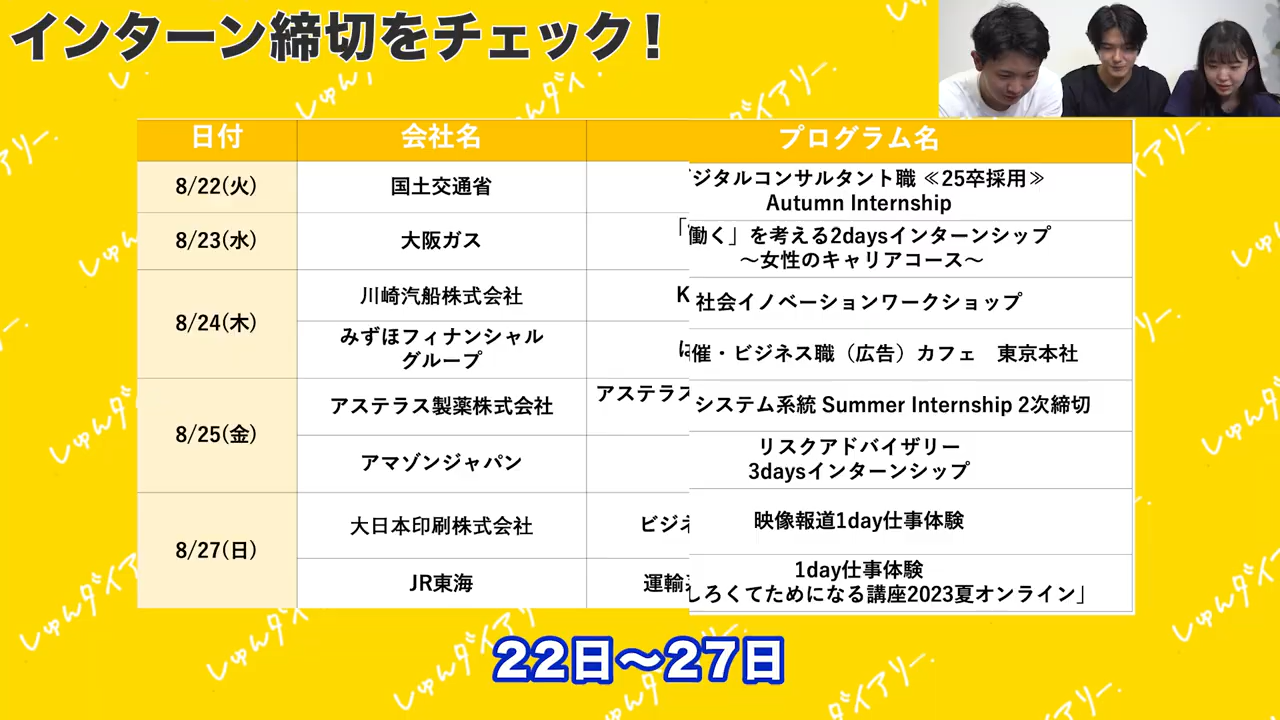 インターン締切をチェック!
日付 会社名 プログラム名
8/22(火) 国土交通省 ジタルコンサルタント職 ≪25卒採用≫
Autumn Internship
8/23(水) 大阪ガス 「働く」を考える2daysインターンシップ
～女性のキャリアコース～
8/24(木) 川崎汽船株式会社 K 社会イノベーションワークショップ
みずほフィナンシャル
グループ
催・ビジネス職（広告）カフェ 東京本社
8/25(金) アステラス製薬株式会社 アステラス システム系統 Summer Internship 2次締切
アマゾンジャパン リスクアドバイザリー
3daysインターンシップ
8/27(日) 大日本印刷株式会社 ビジネ 映像報道1day仕事体験
JR東海 運輸 1day仕事体験
しろくてためになる講座2023夏オンライン」
22日～27日
しゅんダイアリー